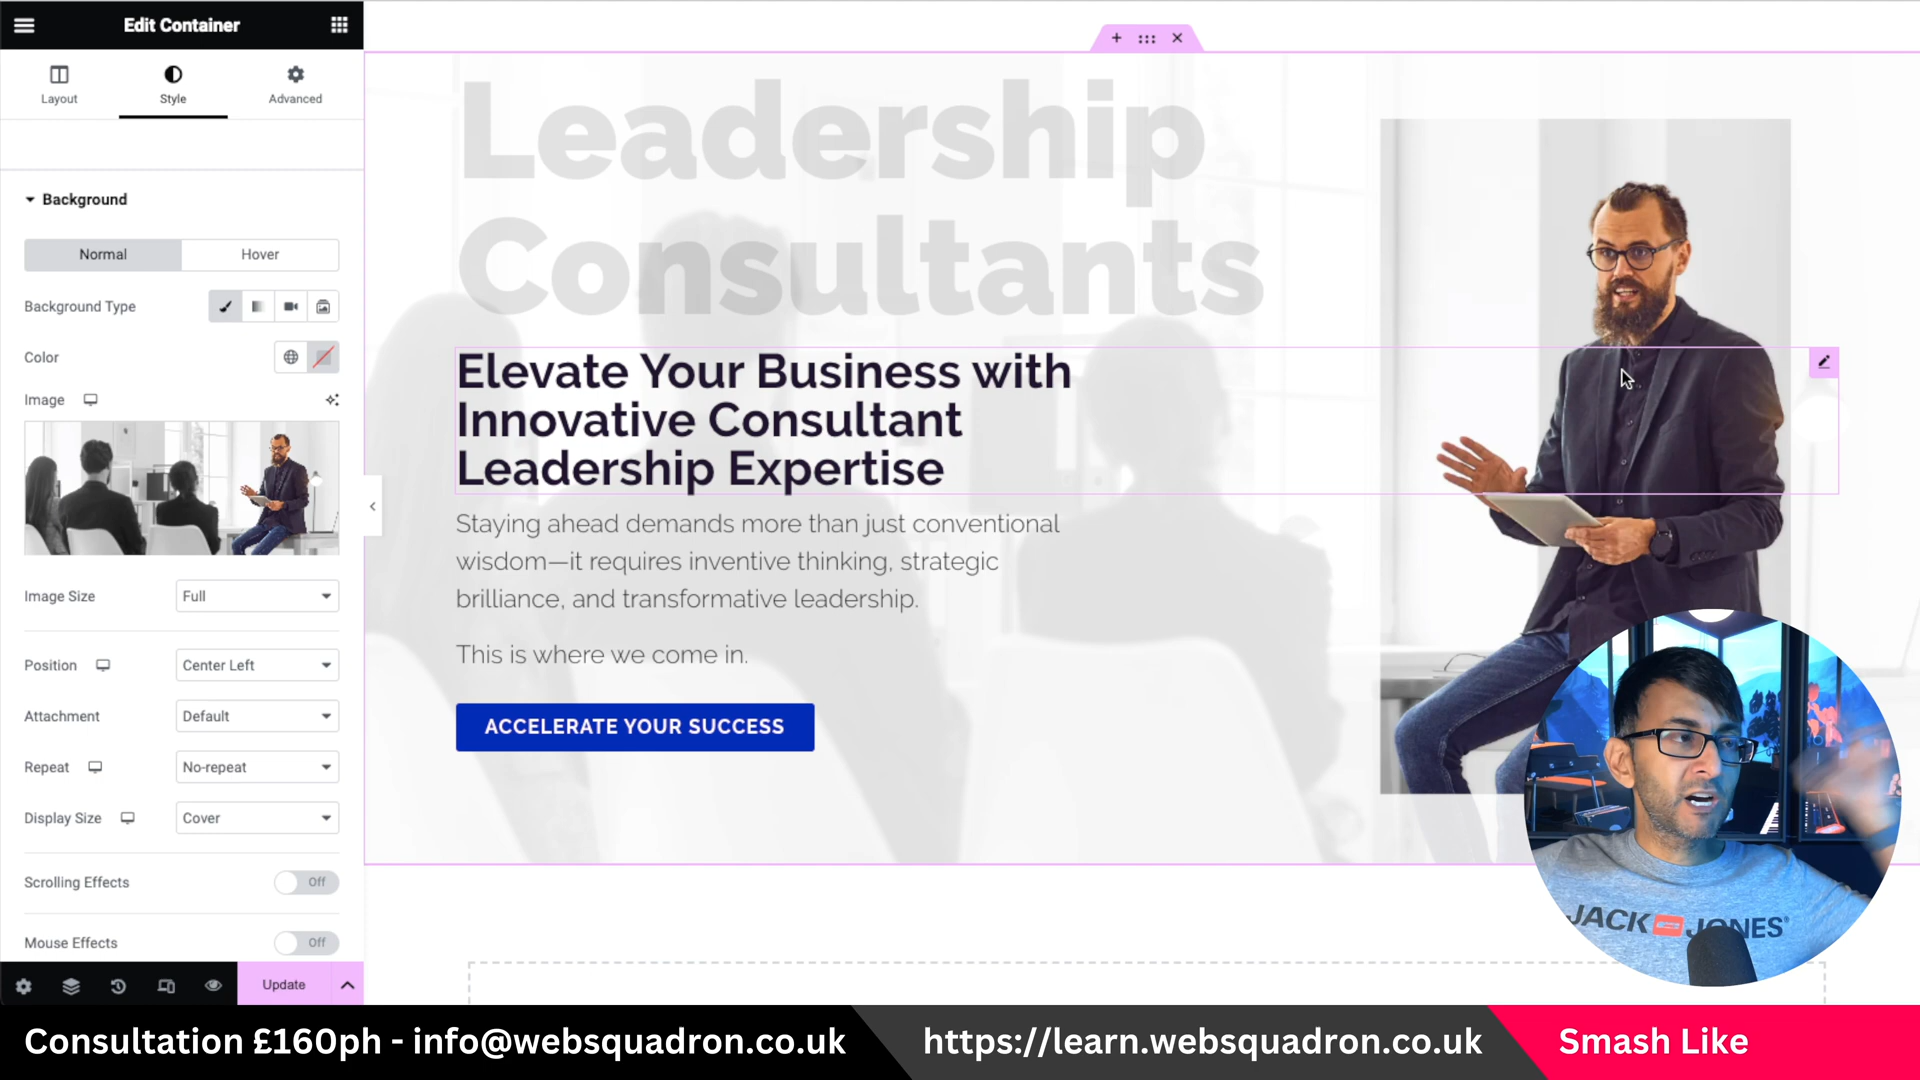 Edit Container
Layout
Style
Advanced
Background
Normal
Hover
Background Type
Color
Image
Image Size
Full
Position
Center Left
Attachment
Default
Repeat
No-repeat
Display Size
Cover
Scrolling Effects
Off
Mouse Effects
Off
Update
Leadership
Consultants
Elevate Your Business with
Innovative Consultant
Leadership Expertise
Staying ahead demands more than just conventional
wisdom—it requires inventive thinking, strategic
brilliance, and transformative leadership.
This is where we come in.
ACCELERATE YOUR SUCCESS
JACK JONES®
Consultation £160ph - info@websquadron.co.uk
https://learn.websquadron.co.uk
Smash Like